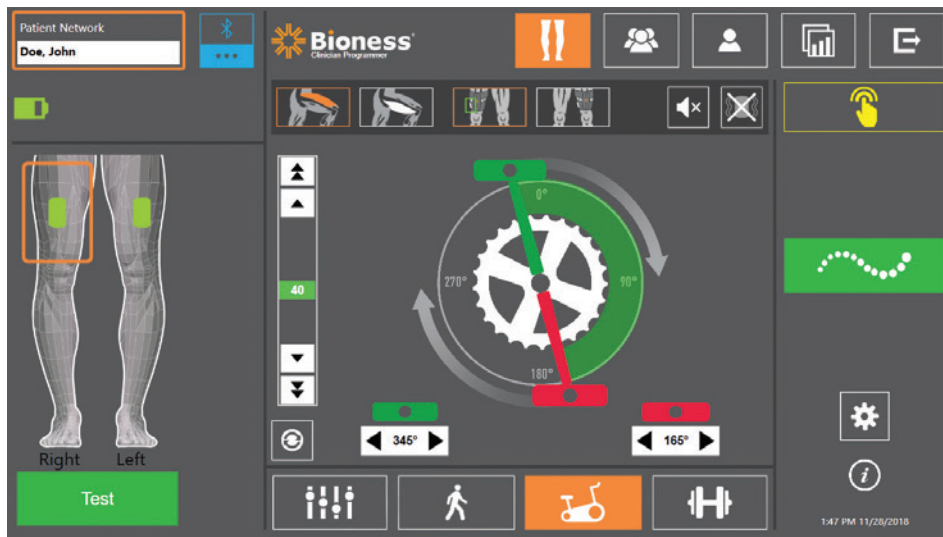 Patient Network
Doe, John
Bioness®
Clinician Programmer
40
0°
90°
180°
270°
345°
165°
Right
Left
Test
i
1:47 PM 11/28/2018